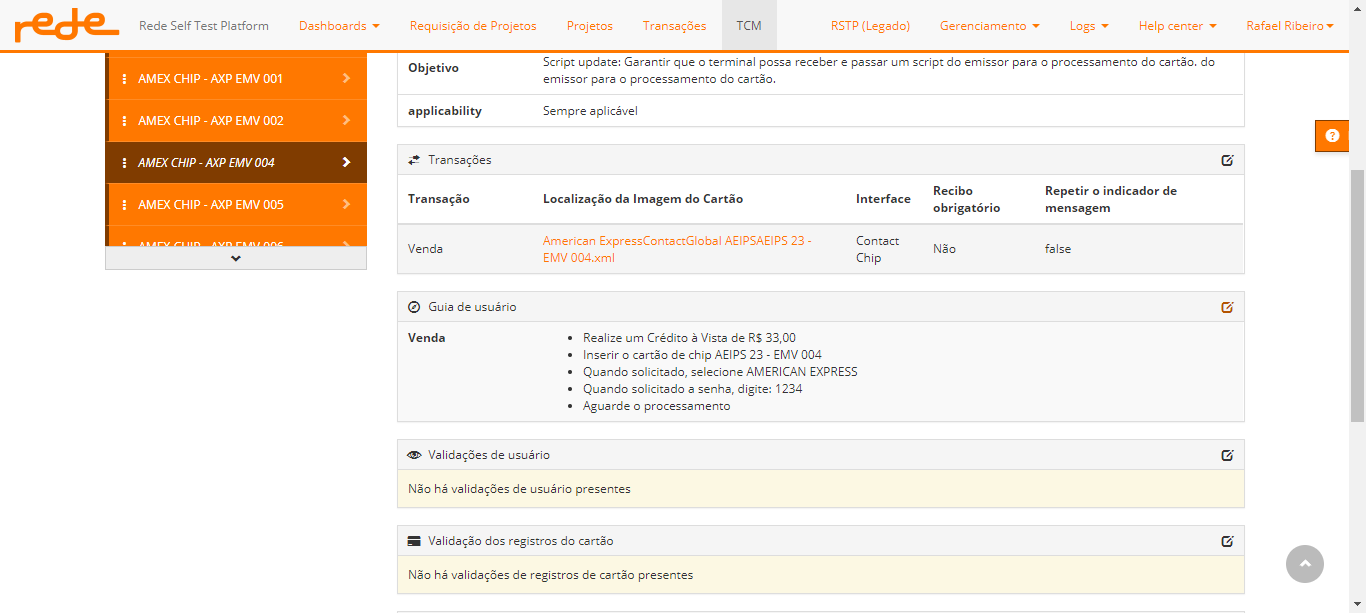 rede Rede Self Test Platform Dashboards Requisição de Projetos Projetos Transações TCM RSTP (Legado) Gerenciamento Logs Help center Rafael Ribeiro
AMEX CHIP - AXP EMV 001
AMEX CHIP - AXP EMV 002
AMEX CHIP - AXP EMV 004
AMEX CHIP - AXP EMV 005
AMEX CHIP - AXP EMV 006
Objetivo
Script update: Garantir que o terminal possa receber e passar um script do emissor para o processamento do cartão. do
emissor para o processamento do cartão.
applicability Sempre aplicável
Transações
Transação Localização da Imagem do Cartão Interface Recibo obrigatório Repetir o indicador de mensagem
Venda American ExpressContactGlobal AEIPSAEIPS 23 - EMV 004.xml Contact Chip Não false
Guia de usuário
Venda
Realize um Crédito à Vista de R$ 33,00
Inserir o cartão de chip AEIPS 23 - EMV 004
Quando solicitado, selecione AMERICAN EXPRESS
Quando solicitado a senha, digite: 1234
Aguarde o processamento
Validações de usuário
Não há validações de usuário presentes
Validação dos registros do cartão
Não há validações de registros de cartão presentes